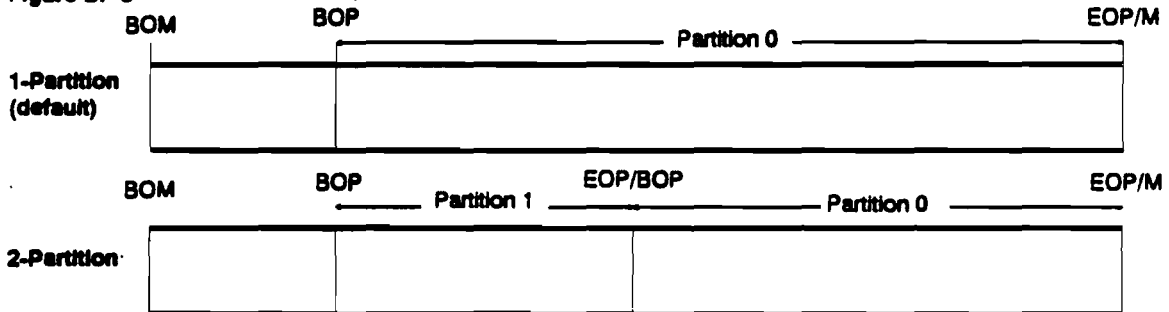 BOM BOP EOP/M
Partition 0
1-Partition
(default)
BOM BOP EOP/BOP EOP/M
Partition 1 Partition 0
2-Partition